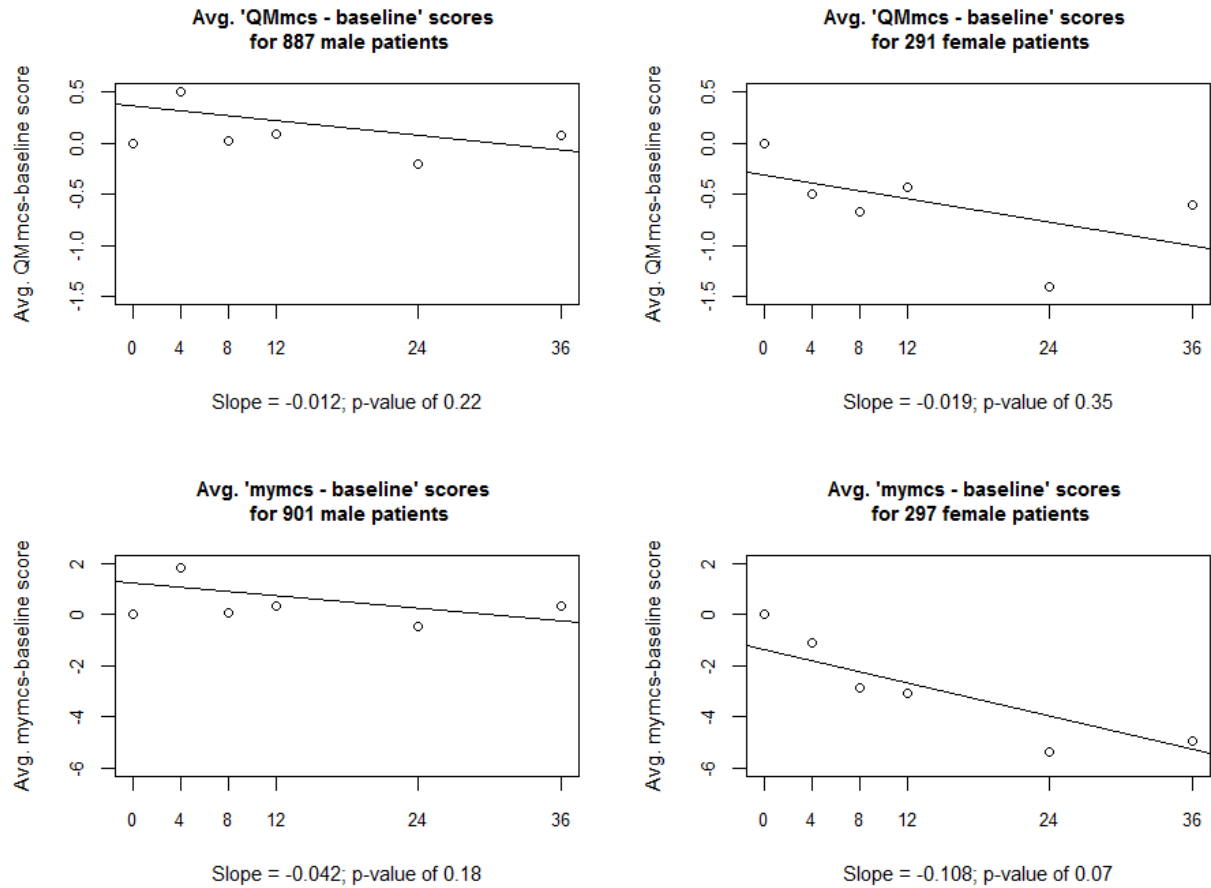 Avg. 'QMmcs - baseline' scores
for 887 male patients
Avg. QMmcs-baseline score
0.5
0.0
-0.5
-1.0
-1.5
0 4 8 12 24 36
Slope = -0.012; p-value of 0.22
Avg. 'QMmcs - baseline' scores
for 291 female patients
Avg. QMmcs-baseline score
0.5
0.0
-0.5
-1.0
-1.5
0 4 8 12 24 36
Slope = -0.019; p-value of 0.35
Avg. 'mymcs - baseline' scores
for 901 male patients
Avg. mymcs-baseline score
2
0
-2
-4
-6
0 4 8 12 24 36
Slope = -0.042; p-value of 0.18
Avg. 'mymcs - baseline' scores
for 297 female patients
Avg. mymcs-baseline score
2
0
-2
-4
-6
0 4 8 12 24 36
Slope = -0.108; p-value of 0.07